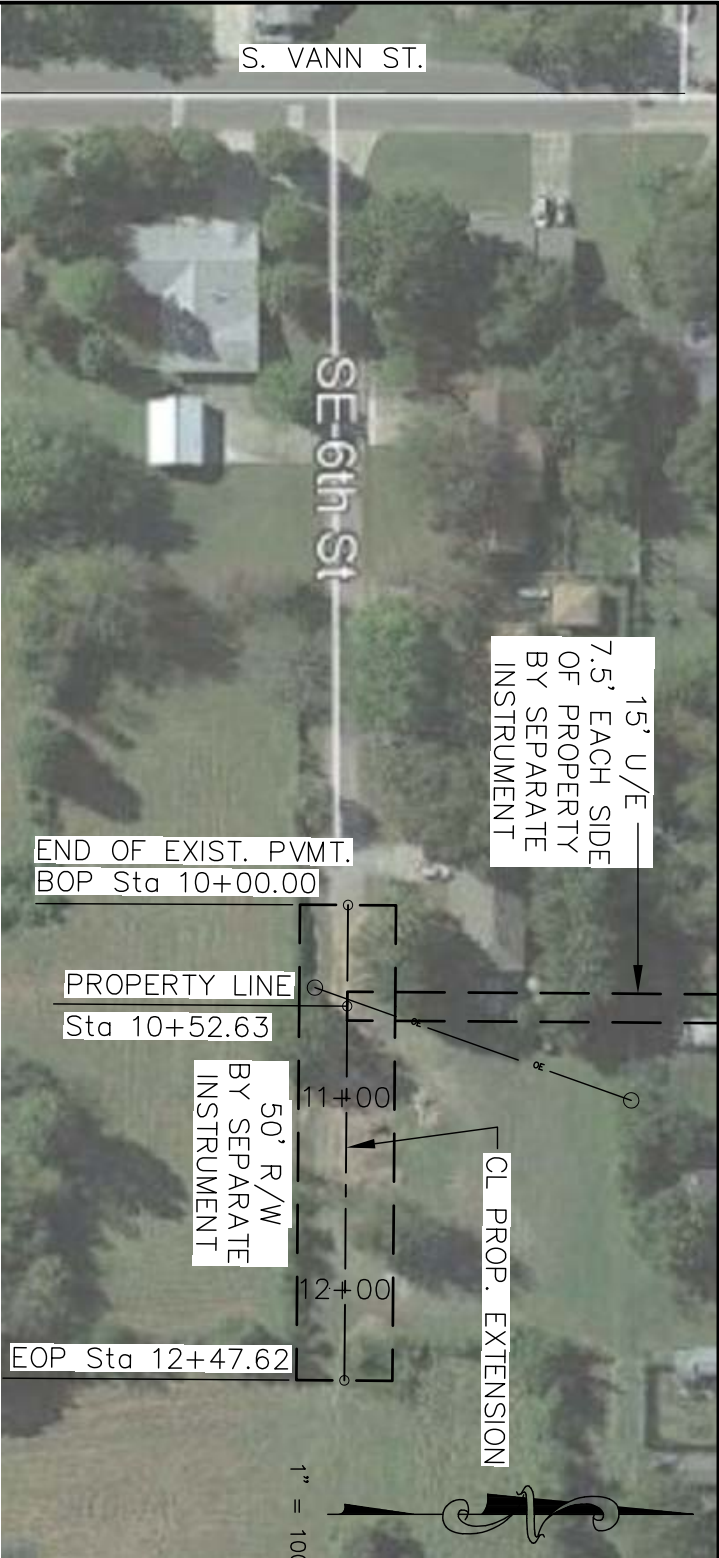 S. VANN ST.
SE 6th St
15' U/E
7.5' EACH SIDE
OF PROPERTY
BY SEPARATE
INSTRUMENT
END OF EXIST. PVMT.
BOP Sta 10+00.00
PROPERTY LINE
Sta 10+52.63
OE
OE
11+00
50' R/W
BY SEPARATE
INSTRUMENT
CL PROP. EXTENSION
12+00
EOP Sta 12+47.62
1" = 100